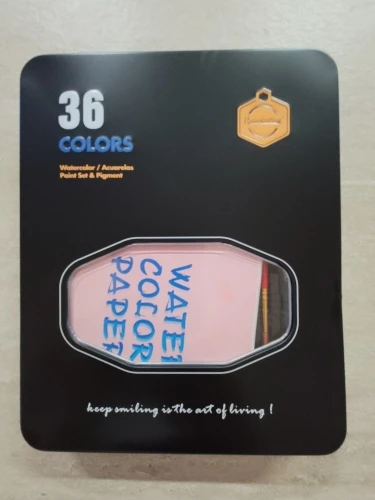 36
COLORS
Watercolor / Acuarelas
Paint Set & Pigment
WATER
COLOR
PAPER
keep smiling is the art of living !